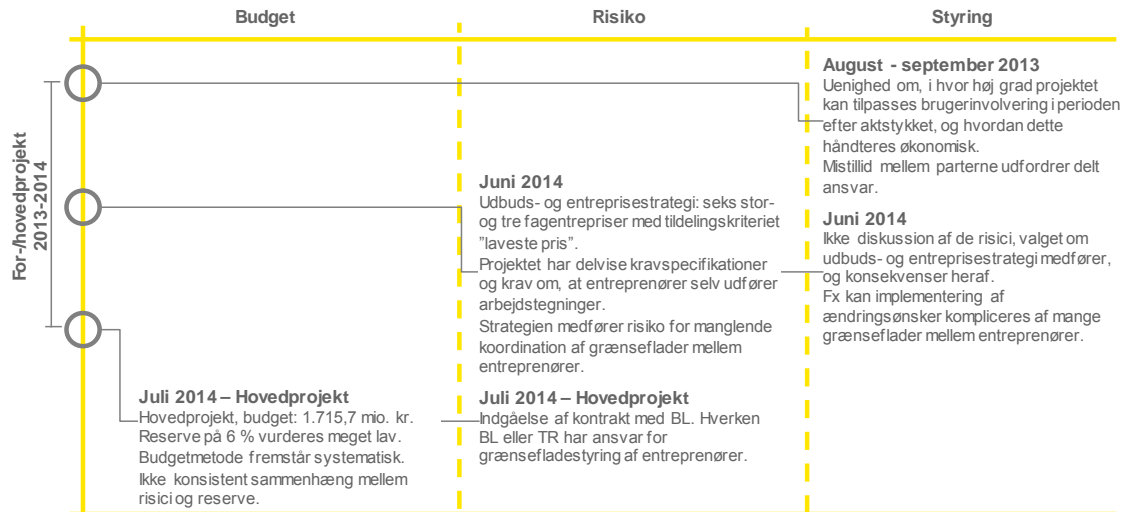 Budget
Risiko
Styring
For-/hovedprojekt
2013-2014
August - september 2013
Uenighed om, i hvor høj grad projektet
kan tilpasses brugerinvolvering i perioden
efter aktstykket, og hvordan dette
håndteres økonomisk.
Mistillid mellem parterne udfordrer delt
ansvar.
Juni 2014
Udbuds- og entreprisestrategi: seks stor-
og tre fagentrepriser med tildelingskriteriet
"laveste pris".
Projektet har delvise kravspecifikationer
og krav om, at entreprenører selv udfører
arbejdstegninger.
Strategien medfører risiko for manglende
koordination af grænseflader mellem
entreprenører.
Juni 2014
Ikke diskussion af de risici, valget om
udbuds- og entreprisestrategi medfører,
og konsekvenser heraf.
Fx kan implementering af
ændringsønsker kompliceres af mange
grænseflader mellem entreprenører.
Juli 2014 – Hovedprojekt
Hovedprojekt, budget: 1.715,7 mio. kr.
Reserve på 6 % vurderes meget lav.
Budgetmetode fremstår systematisk.
Ikke konsistent sammenhæng mellem
risici og reserve.
Juli 2014 – Hovedprojekt
Indgåelse af kontrakt med BL. Hverken
BL eller TR har ansvar for
grænsefladestyring af entreprenører.